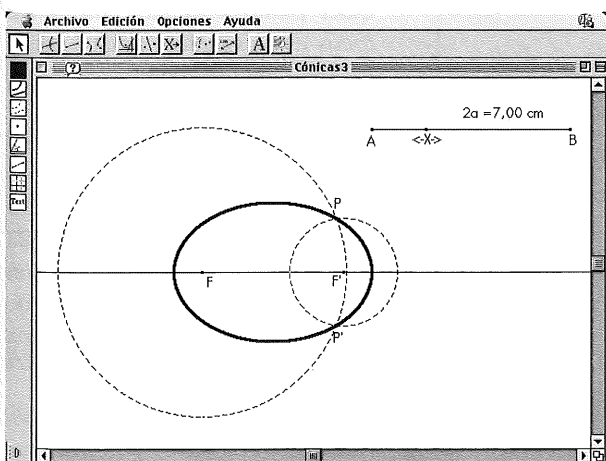 Archivo Edición Opciones Ayuda
A
Cónicas3
2a =7,00 cm
A <-X-> B
P
F F'
P'
Text